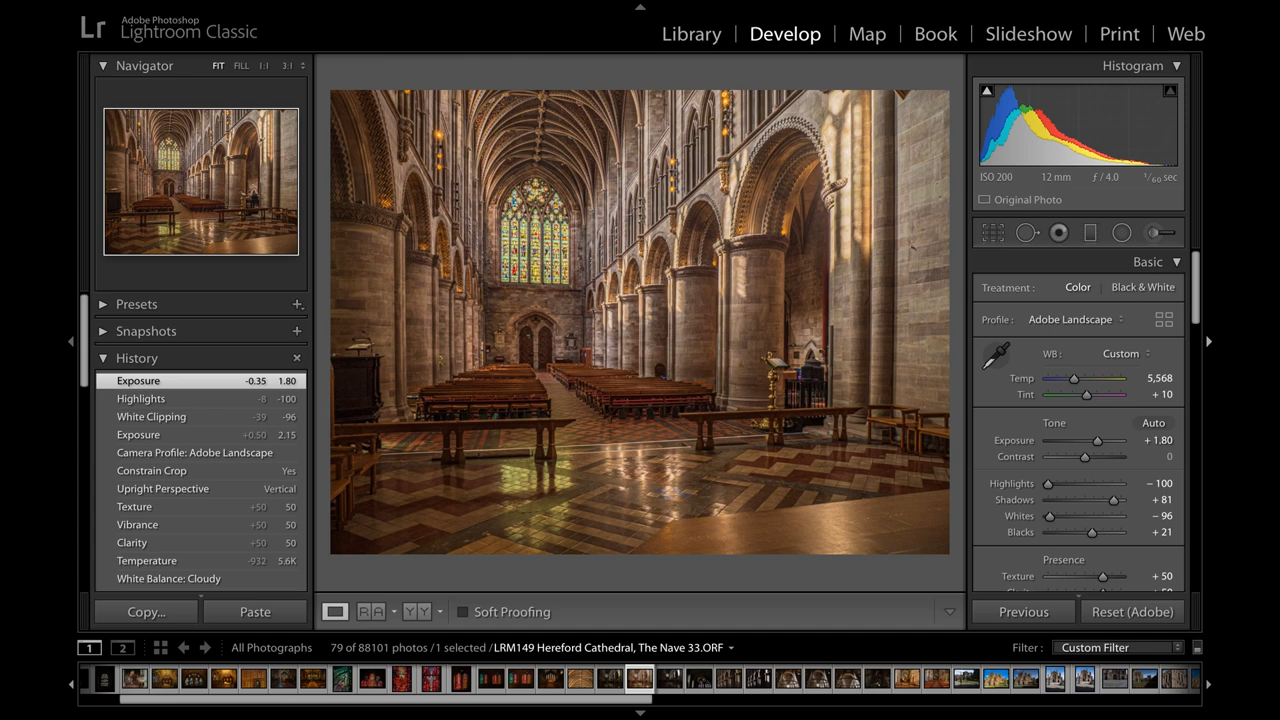 Lr
Adobe Photoshop
Lightroom Classic
Library | Develop | Map | Book | Slideshow | Print | Web
Navigator FIT FILL 1:1 3:1
Presets
Snapshots
History
Exposure -0.35 1.80
Highlights -8 -100
White Clipping -39 -96
Exposure +0.50 2.15
Camera Profile: Adobe Landscape
Constrain Crop Yes
Upright Perspective Vertical
Texture +50 50
Vibrance +50 50
Clarity +50 50
Temperature -932 5.6K
White Balance: Cloudy
Copy... Paste
R A Y Y Soft Proofing
Histogram
ISO 200 12 mm ƒ / 4.0 1/60 sec
Original Photo
Basic
Treatment : Color | Black & White
Profile : Adobe Landscape
WB : Custom
Temp 5,568
Tint + 10
Tone Auto
Exposure + 1.80
Contrast 0
Highlights − 100
Shadows + 81
Whites − 96
Blacks + 21
Presence
Texture + 50
Previous Reset (Adobe)
1 2 All Photographs 79 of 88101 photos / 1 selected / LRM149 Hereford Cathedral, The Nave 33.ORF Filter : Custom Filter